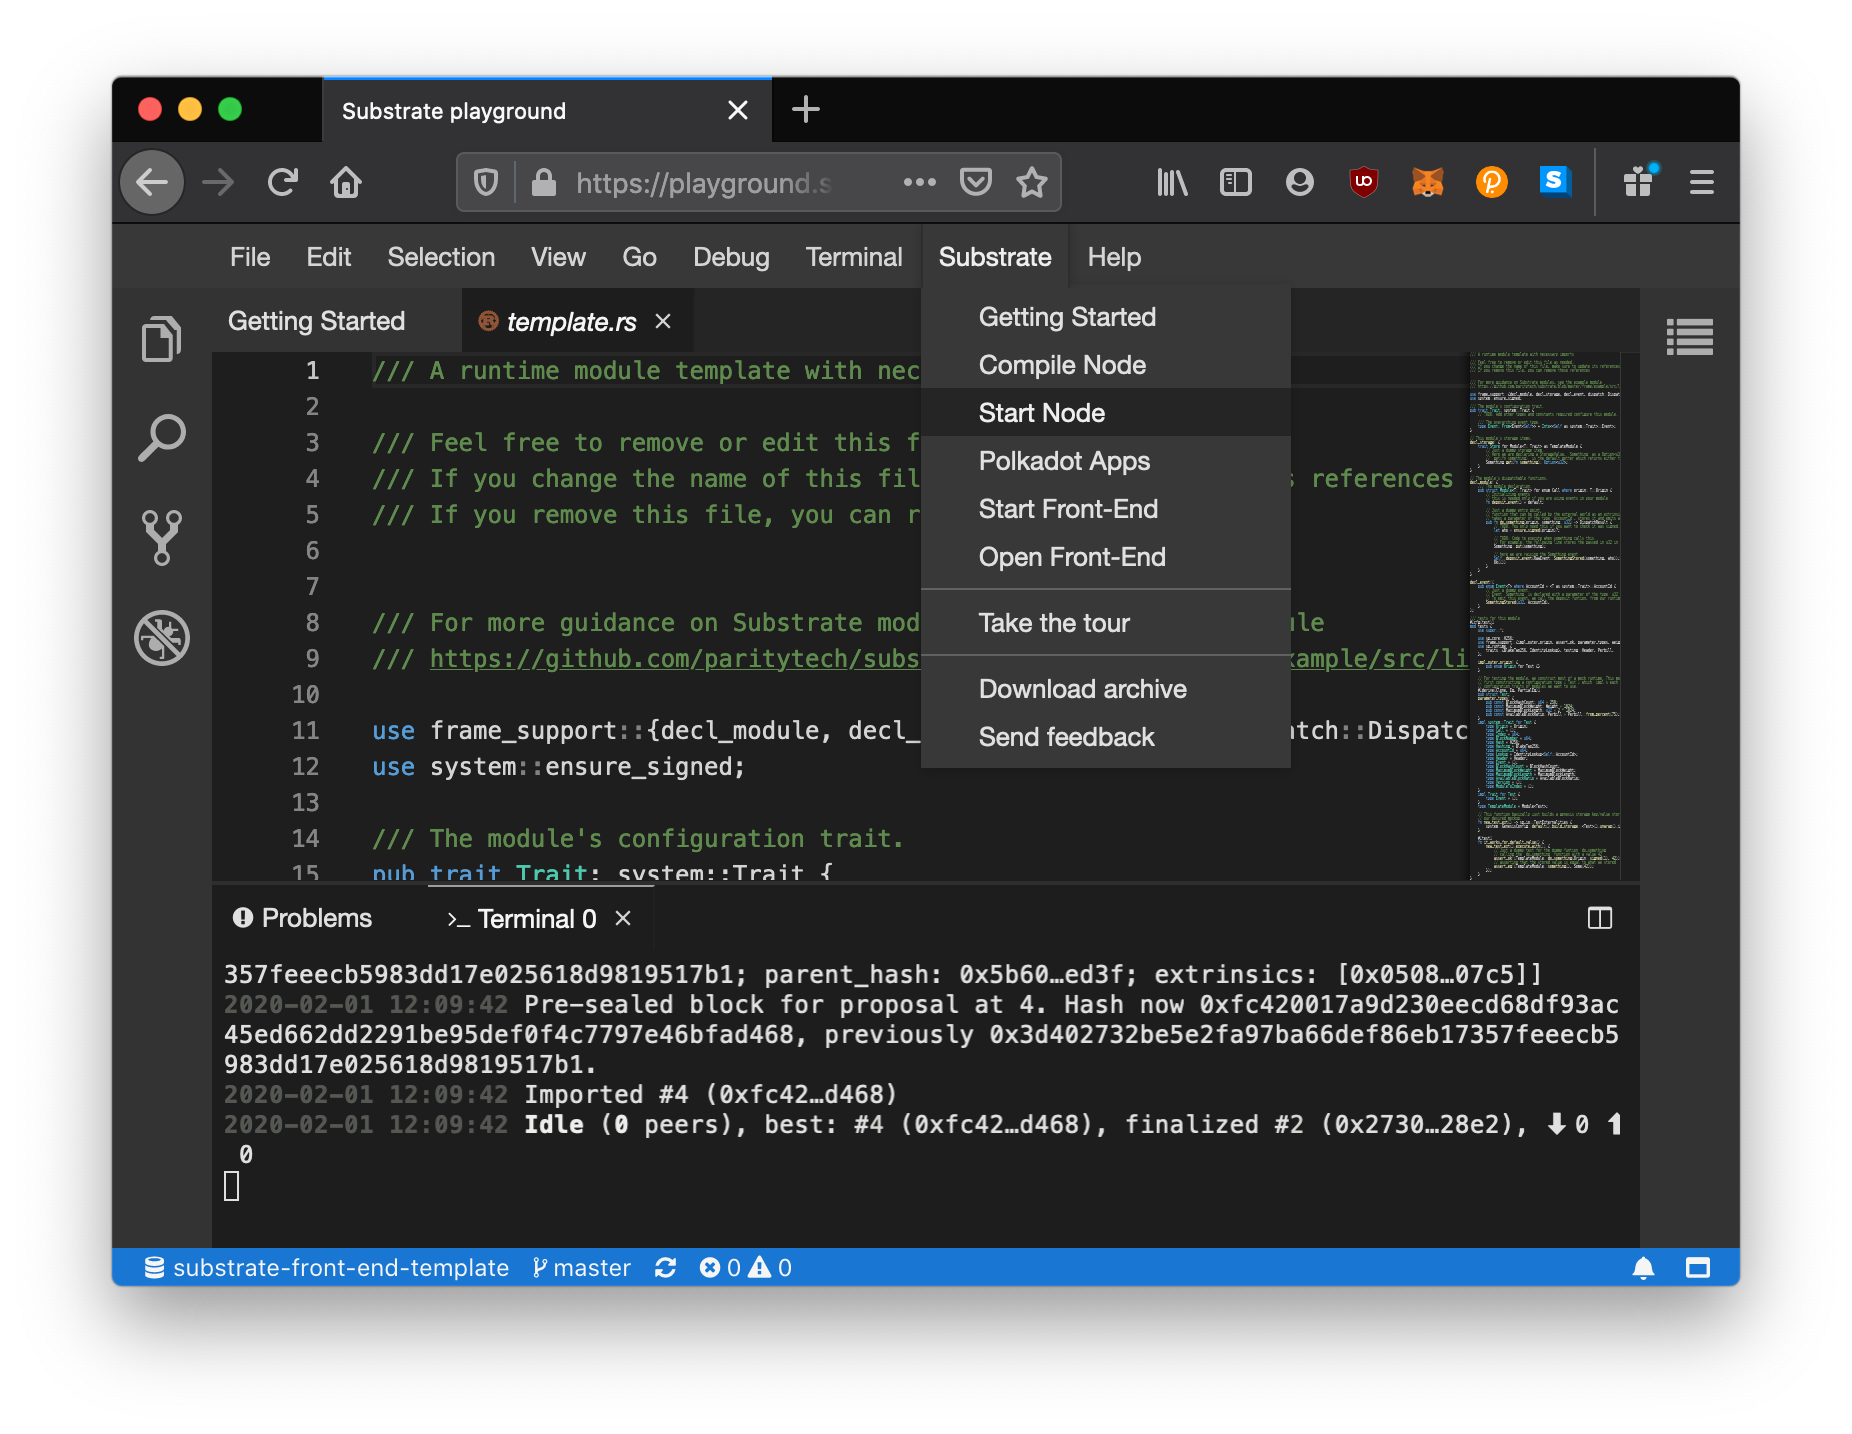 Substrate playground
https://playground.s
File Edit Selection View Go Debug Terminal Substrate Help
Getting Started template.rs
Getting Started
Compile Node
Start Node
Polkadot Apps
Start Front-End
Open Front-End
Take the tour
Download archive
Send feedback
1 /// A runtime module template with nec
2
3 /// Feel free to remove or edit this f
4 /// If you change the name of this fil s references
5 /// If you remove this file, you can r
6
7
8 /// For more guidance on Substrate mod le
9 /// https://github.com/paritytech/subs ample/src/li
10
11 use frame_support::{decl_module, decl_ tch::Dispatc
12 use system::ensure_signed;
13
14 /// The module's configuration trait.
15 pub trait Trait: system::Trait {
Problems >_ Terminal 0
357feeecb5983dd17e025618d9819517b1; parent_hash: 0x5b60…ed3f; extrinsics: [0x0508…07c5]]
2020-02-01 12:09:42 Pre-sealed block for proposal at 4. Hash now 0xfc420017a9d230eecd68df93ac
45ed662dd2291be95def0f4c7797e46bfad468, previously 0x3d402732be5e2fa97ba66def86eb17357feeecb5
983dd17e025618d9819517b1.
2020-02-01 12:09:42 Imported #4 (0xfc42…d468)
2020-02-01 12:09:42 Idle (0 peers), best: #4 (0xfc42…d468), finalized #2 (0x2730…28e2), ⬇ 0 ⬆
0
substrate-front-end-template master 0 0